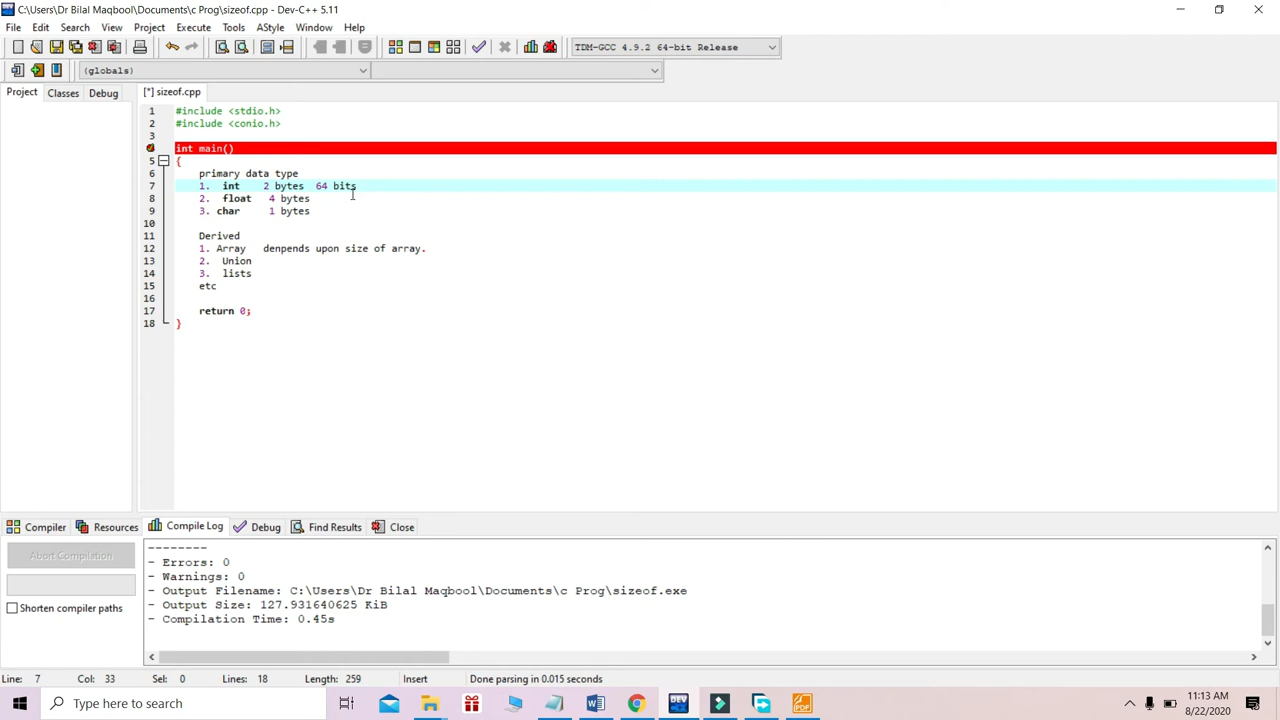 C:\Users\Dr Bilal Maqbool\Documents\c Prog\sizeof.cpp - Dev-C++ 5.11
File Edit Search View Project Execute Tools AStyle Window Help
TDM-GCC 4.9.2 64-bit Release
(globals)
Project Classes Debug
[*] sizeof.cpp
1 #include <stdio.h>
2 #include <conio.h>
3
int main()
5 {
6 primary data type
7 1. int 2 bytes 64 bits
8 2. float 4 bytes
9 3. char 1 bytes
10
11 Derived
12 1. Array denpends upon size of array.
13 2. Union
14 3. lists
15 etc
16
17 return 0;
18 }
Compiler Resources Compile Log Debug Find Results Close
Abort Compilation
Shorten compiler paths
--------
- Errors: 0
- Warnings: 0
- Output Filename: C:\Users\Dr Bilal Maqbool\Documents\c Prog\sizeof.exe
- Output Size: 127.931640625 KiB
- Compilation Time: 0.45s
Line: 7 Col: 33 Sel: 0 Lines: 18 Length: 259 Insert Done parsing in 0.015 seconds
Type here to search
DEV
PDF
11:13 AM
8/22/2020